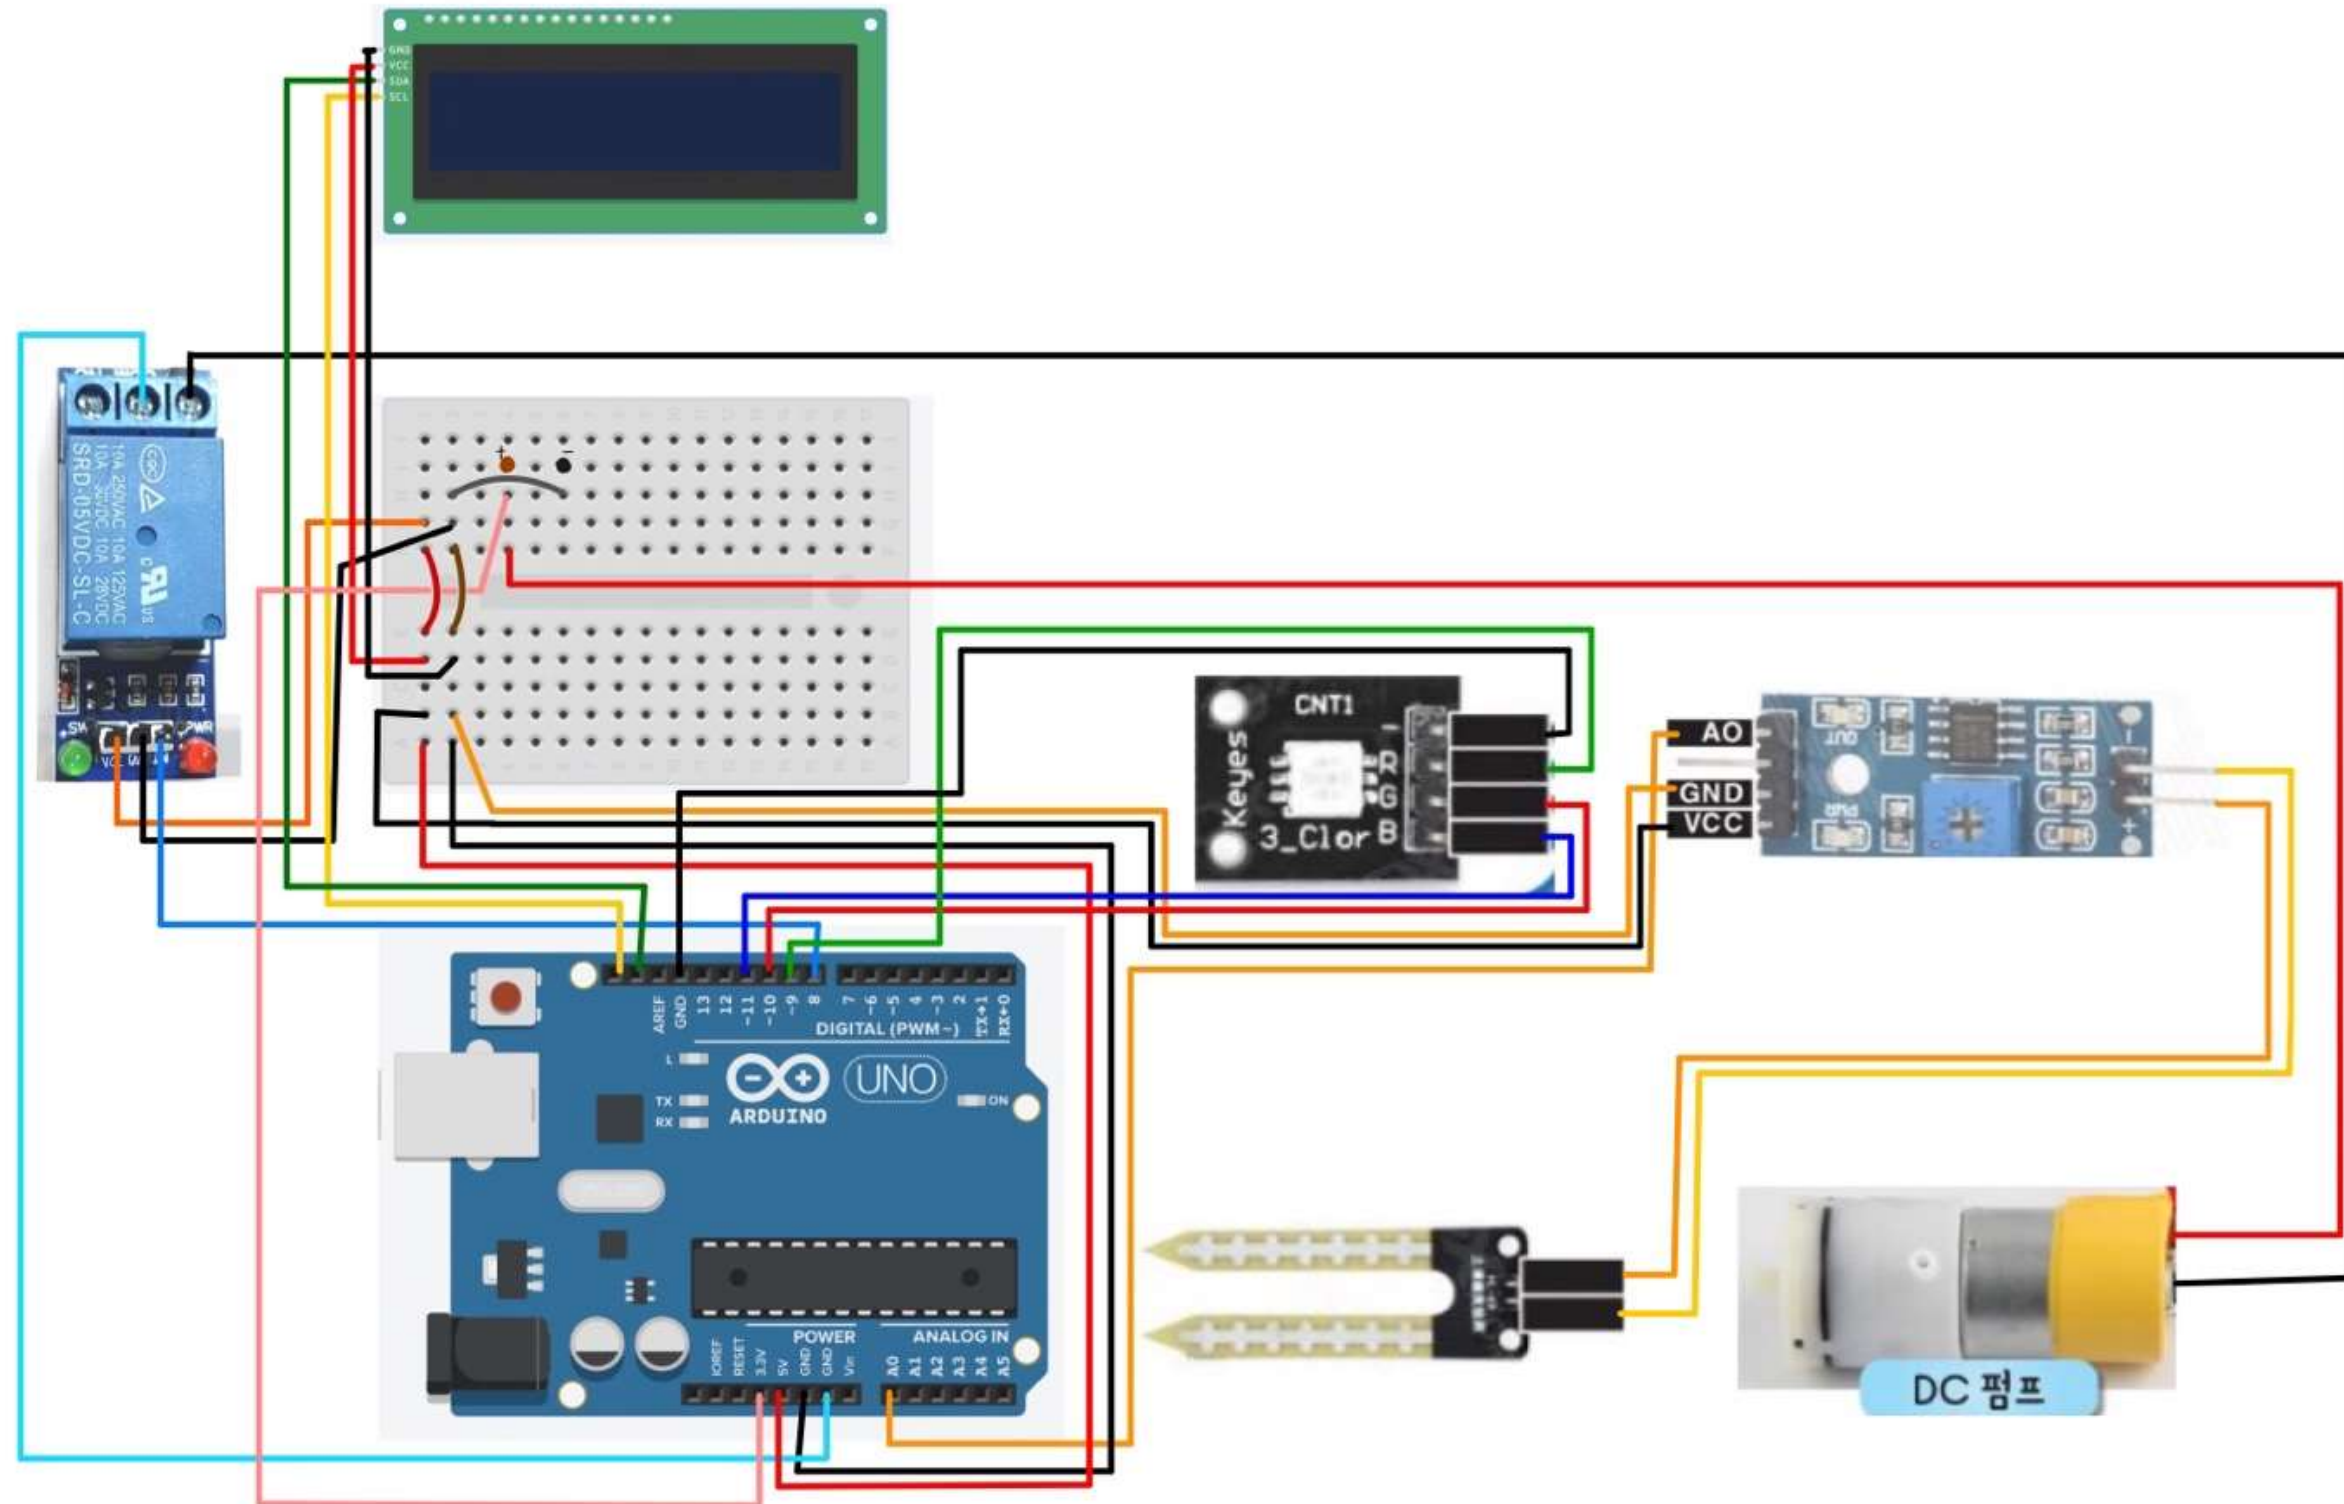 GND
VCC
SDA
SCL
10A 250VAC 10A 125VAC
10A 30VDC 10A 28VDC
SRD-05VDC-SL-C
+
-
PWR
CNT1
Keyes
3_Clor
-
R
G
B
AO
GND
VCC
OUT
PWR
-
+
AREF
GND
13
12
~11
~10
~9
8
7
~6
~5
4
~3
2
TX→1
RX←0
DIGITAL (PWM~)
L
TX
RX
UNO
ON
ARDUINO
POWER
ANALOG IN
IOREF
RESET
3.3V
5V
GND
GND
Vin
A0
A1
A2
A3
A4
A5
DC 펌프